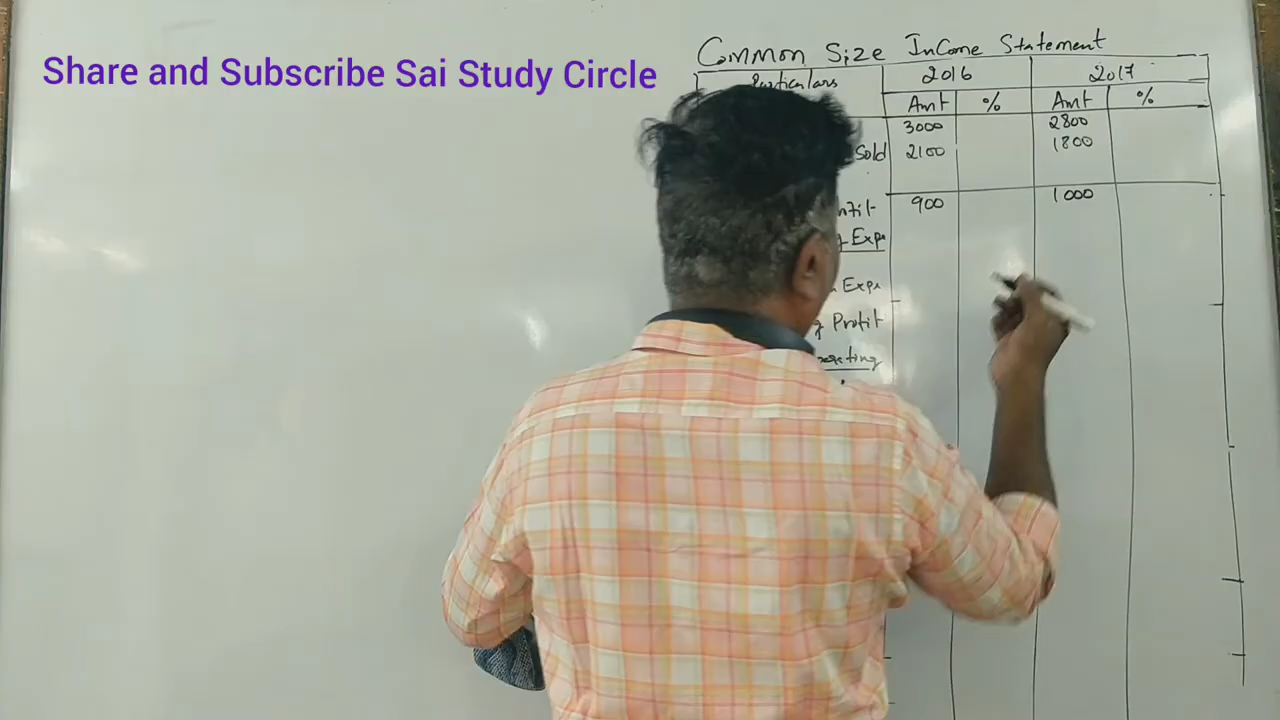 Share and Subscribe Sai Study Circle
Common Size Income Statement
Particulars 2016 2017
Amt % Amt %
3000 2800
Sold 2100 1800
900 1000
Expe
Expe
Profit